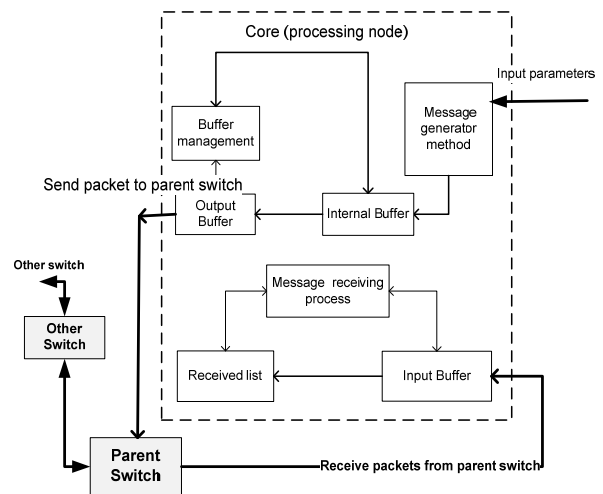 Core (processing node)
Input parameters
Message
generator
method
Buffer
management
Send packet to parent switch
Output
Buffer
Internal Buffer
Other switch
Message receiving
process
Other
Switch
Received list
Input Buffer
Parent
Switch
Receive packets from parent switch